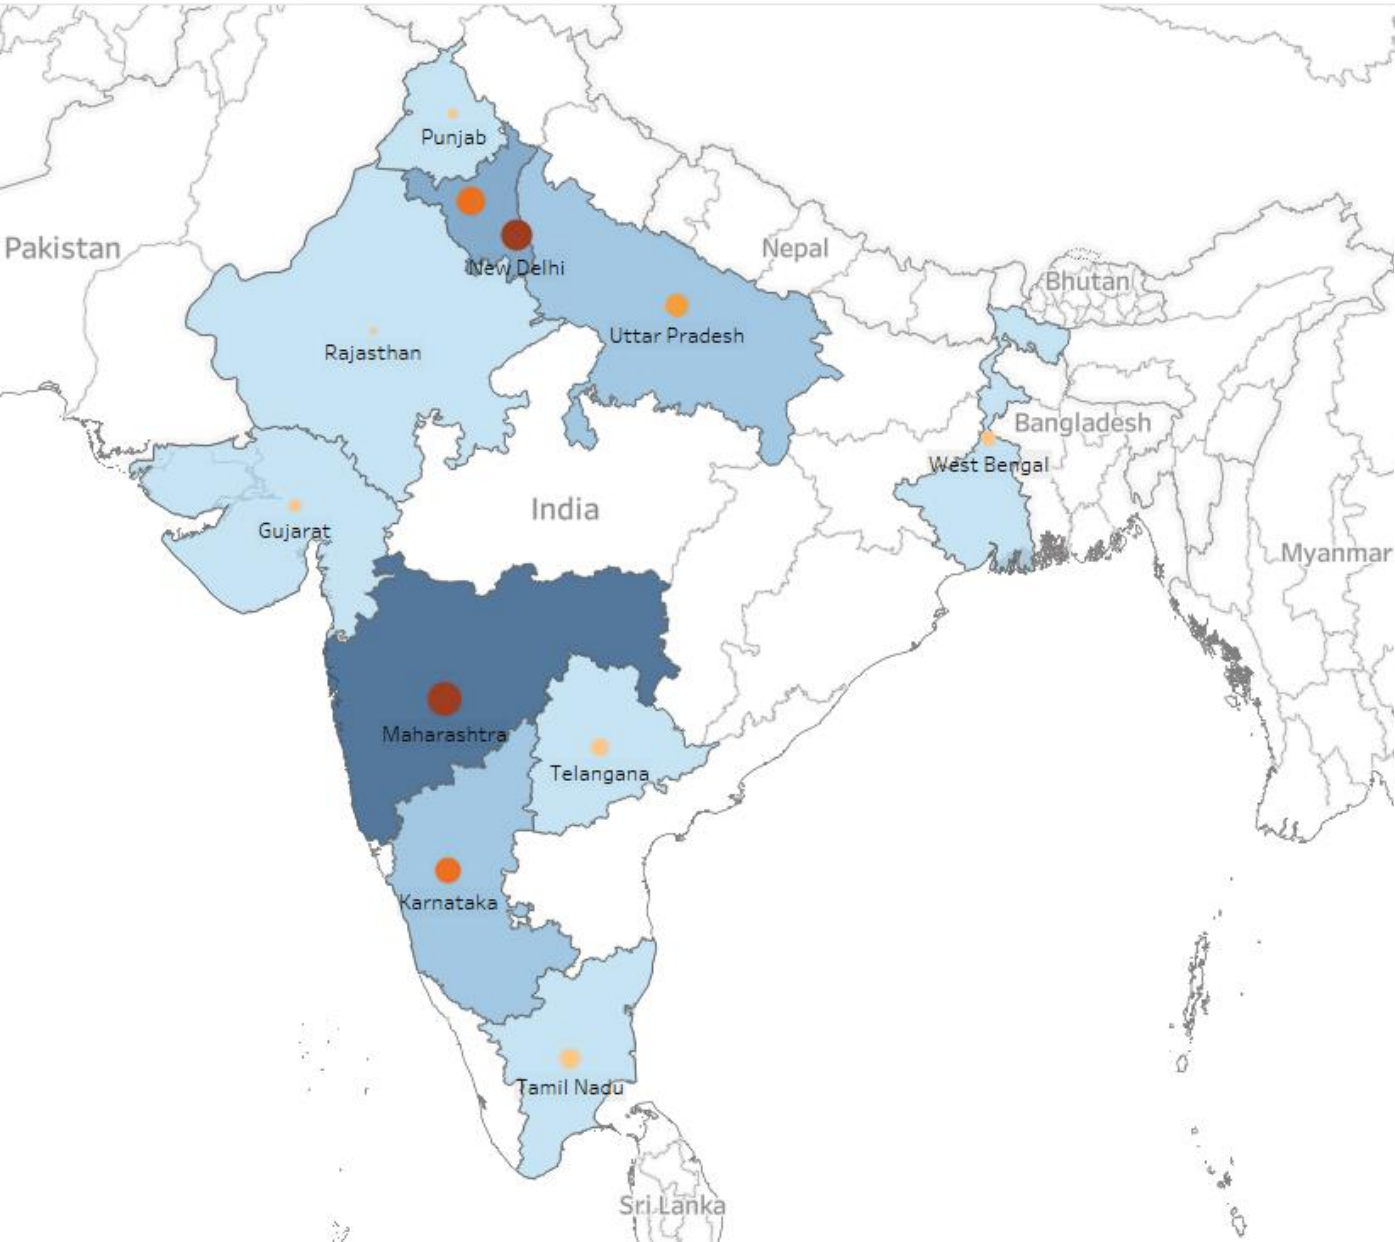 Punjab
Pakistan
New Delhi
Nepal
Bhutan
Uttar Pradesh
Rajasthan
Bangladesh
West Bengal
India
Gujarat
Myanmar
Maharashtra
Telangana
Karnataka
Tamil Nadu
Sri Lanka